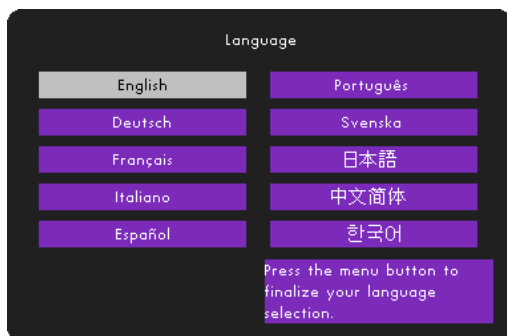 Language
English
Português
Deutsch
Svenska
Français
日本語
Italiano
中文简体
Español
한국어
Press the menu button to
finalize your language
selection.